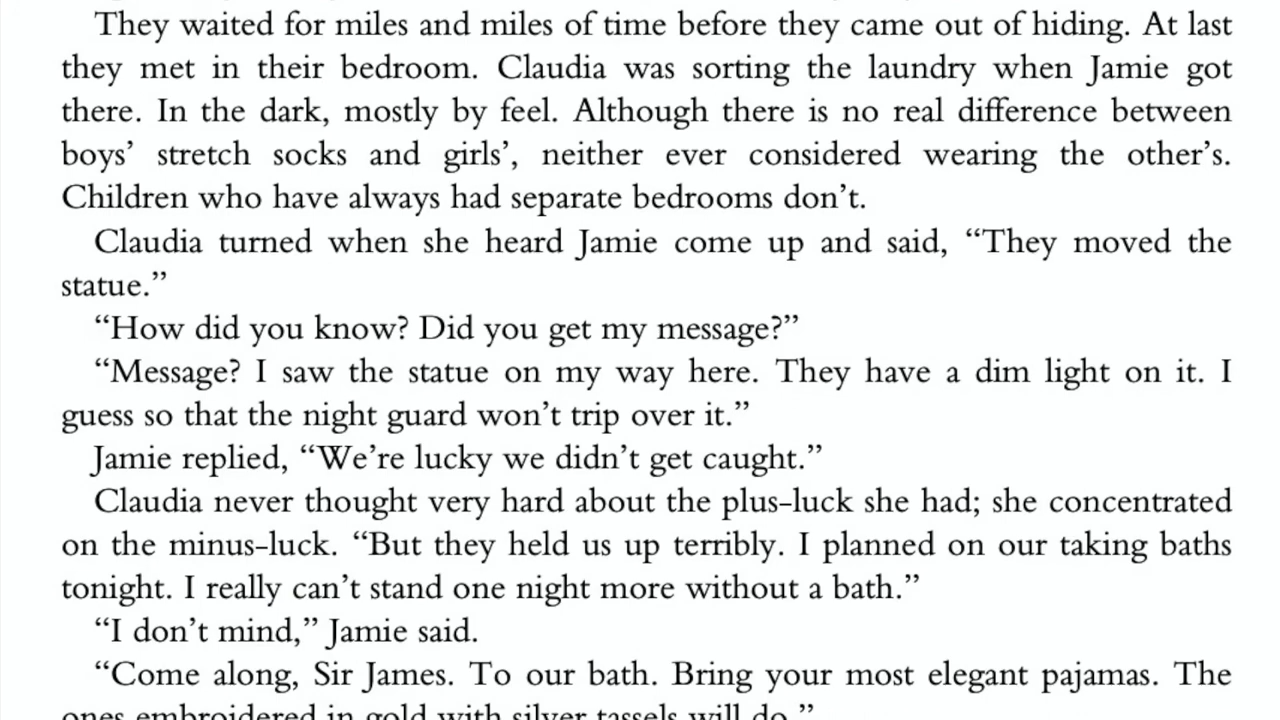 They waited for miles and miles of time before they came out of hiding. At last
they met in their bedroom. Claudia was sorting the laundry when Jamie got
there. In the dark, mostly by feel. Although there is no real difference between
boys’ stretch socks and girls’, neither ever considered wearing the other’s.
Children who have always had separate bedrooms don’t.
Claudia turned when she heard Jamie come up and said, “They moved the
statue.”
“How did you know? Did you get my message?”
“Message? I saw the statue on my way here. They have a dim light on it. I
guess so that the night guard won’t trip over it.”
Jamie replied, “We’re lucky we didn’t get caught.”
Claudia never thought very hard about the plus-luck she had; she concentrated
on the minus-luck. “But they held us up terribly. I planned on our taking baths
tonight. I really can’t stand one night more without a bath.”
“I don’t mind,” Jamie said.
“Come along, Sir James. To our bath. Bring your most elegant pajamas. The
ones embroidered in gold with silver tassels will do.”